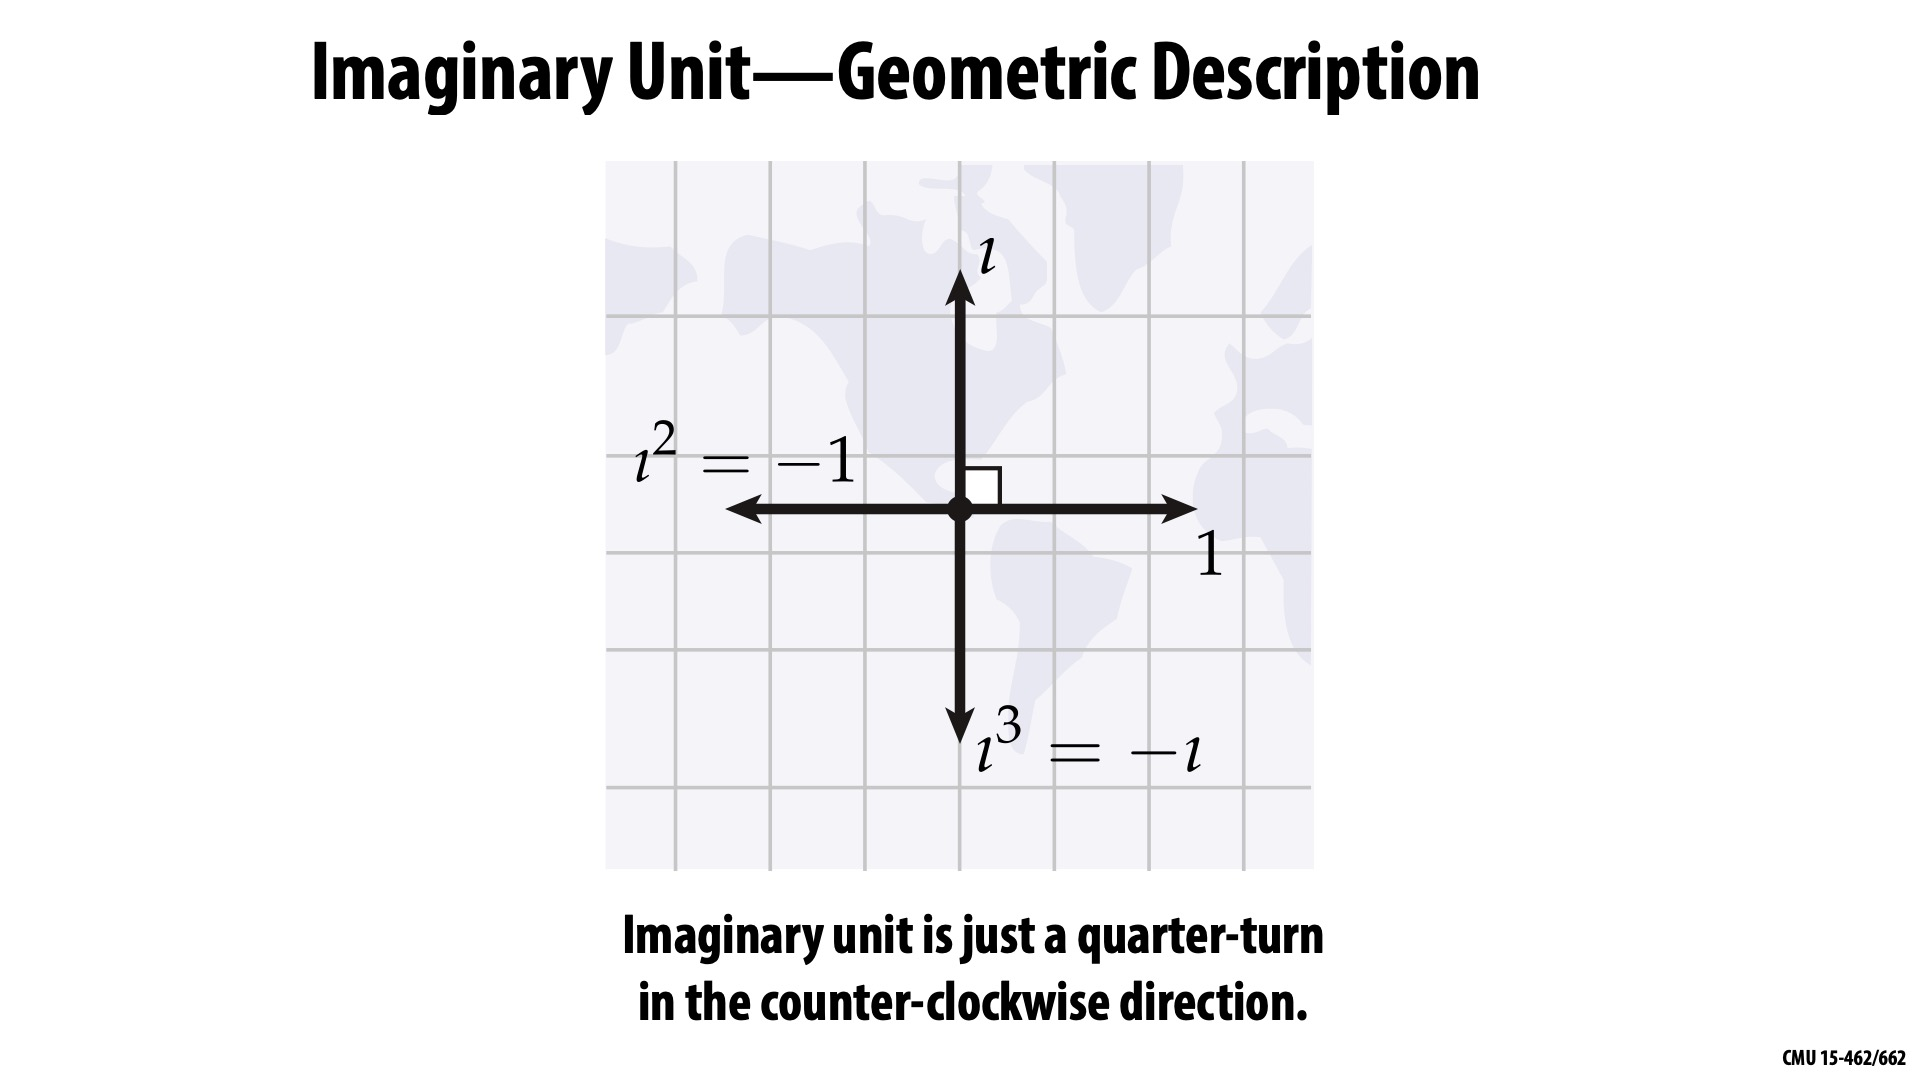 Imaginary Unit—Geometric Description
ı
ı² = −1
1
ı³ = −ı
Imaginary unit is just a quarter-turn
in the counter-clockwise direction.
CMU 15-462/662